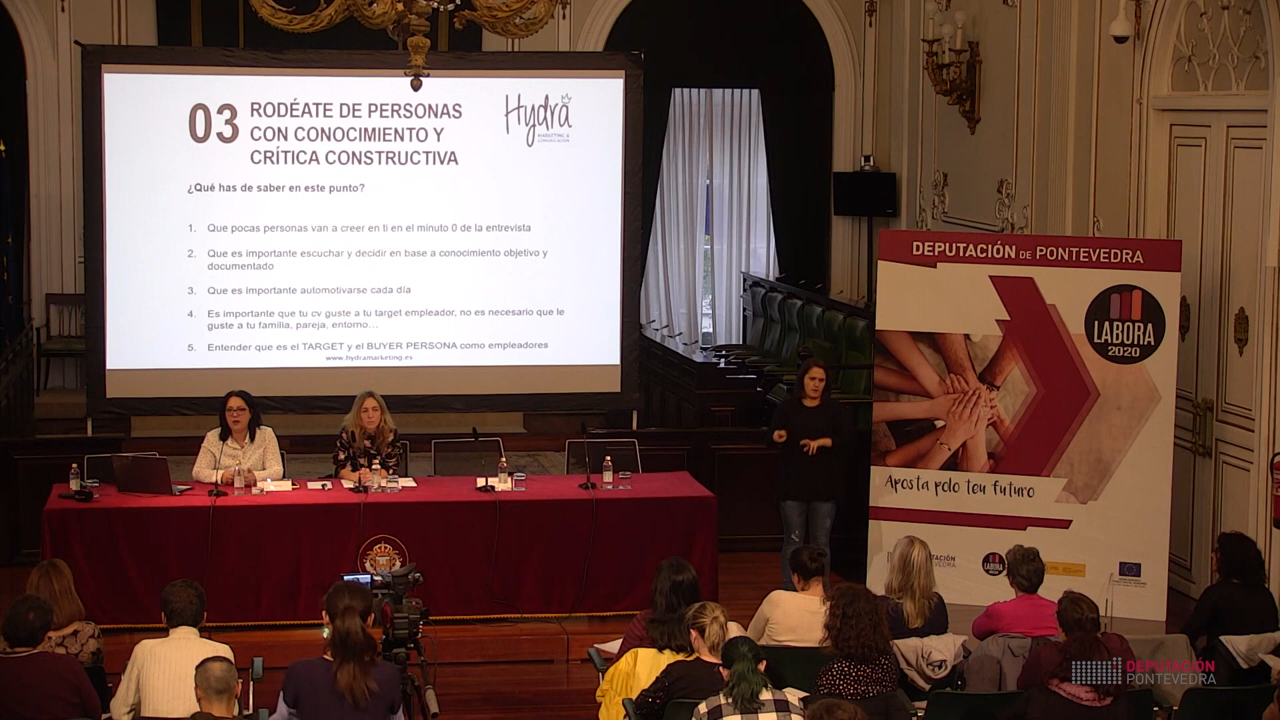 03
RODÉATE DE PERSONAS
CON CONOCIMIENTO Y
CRÍTICA CONSTRUCTIVA
Hydra
MARKETING &
COMUNICACIÓN
¿Qué has de saber en este punto?
1. Que pocas personas van a creer en ti en el minuto 0 de la entrevista
2. Que es importante escuchar y decidir en base a conocimiento objetivo y
documentado
3. Que es importante automotivarse cada día
4. Es importante que tu cv guste a tu target empleador, no es necesario que le
guste a tu familia, pareja, entorno…
5. Entender que es el TARGET y el BUYER PERSONA como empleadores
www.hydramarketing.es
DEPUTACIÓN DE PONTEVEDRA
LABORA
2020
Aposta polo teu futuro
LABORA
DEPUTACIÓN
PONTEVEDRA